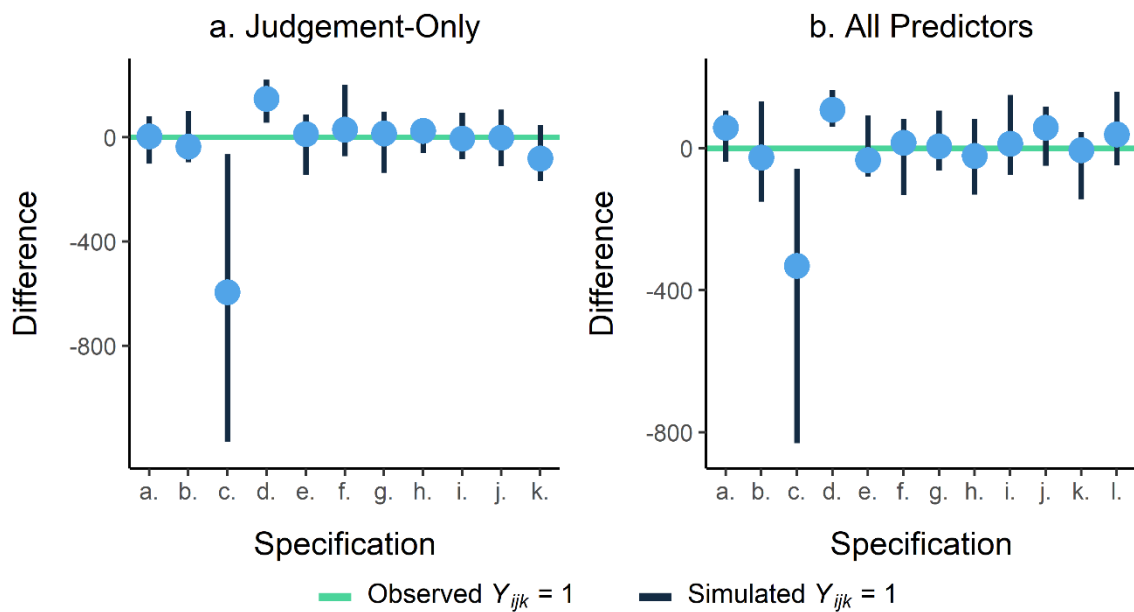 a. Judgement-Only
Difference
0
-400
-800
a. b. c. d. e. f. g. h. i. j. k.
Specification
b. All Predictors
Difference
0
-400
-800
a. b. c. d. e. f. g. h. i. j. k. l.
Specification
Observed Yijk = 1
Simulated Yijk = 1